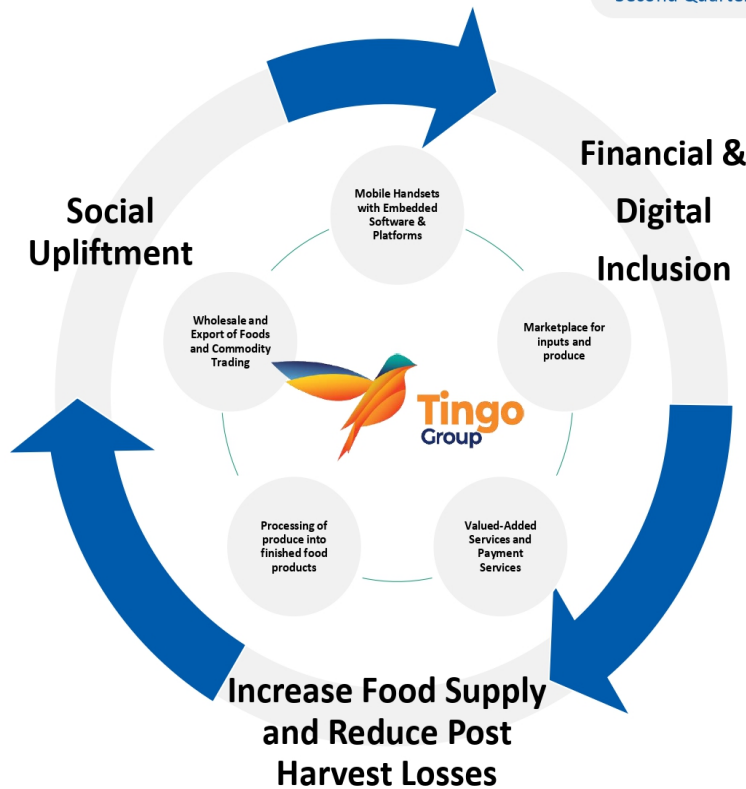 Second Quarter
Financial &
Digital
Inclusion
Social
Upliftment
Mobile Handsets
with Embedded
Software &
Platforms
Marketplace for
inputs and
produce
Valued-Added
Services and
Payment
Services
Processing of
produce into
finished food
products
Wholesale and
Export of Foods
and Commodity
Trading
Tingo
Group
Increase Food Supply
and Reduce Post
Harvest Losses